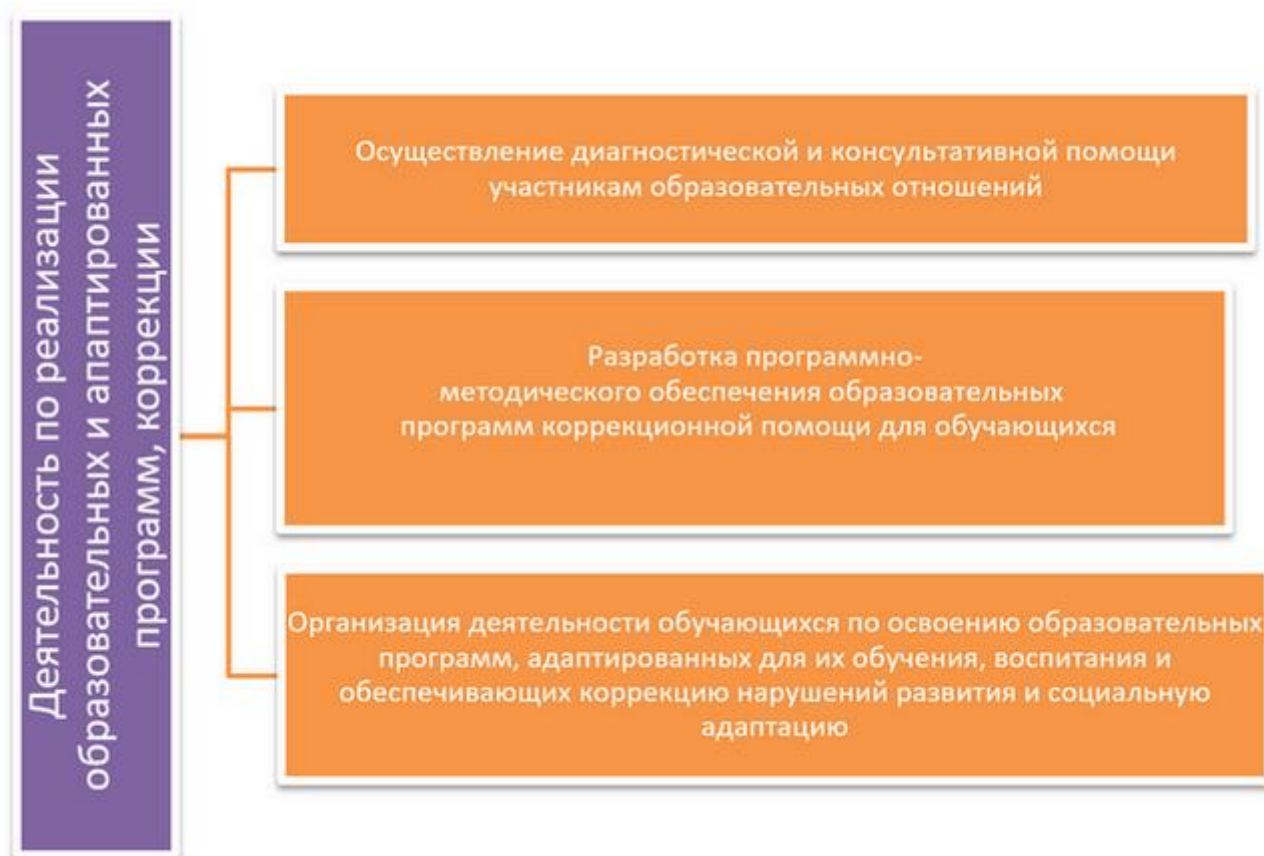 Деятельность по реализации
образовательных и апаптированных
программ, коррекции
Осуществление диагностической и консультативной помощи
участникам образовательных отношений
Разработка программно-
методического обеспечения образовательных
программ коррекционной помощи для обучающихся
Организация деятельности обучающихся по освоению образовательных
программ, адаптированных для их обучения, воспитания и
обеспечивающих коррекцию нарушений развития и социальную
адаптацию